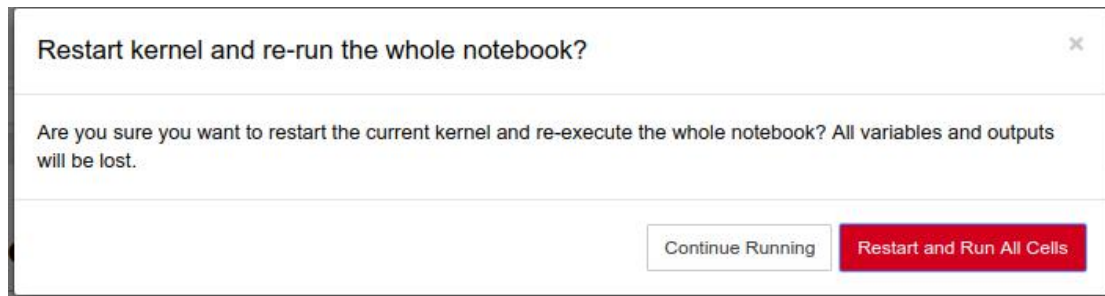 Restart kernel and re-run the whole notebook?
×
Are you sure you want to restart the current kernel and re-execute the whole notebook? All variables and outputs
will be lost.
Continue Running
Restart and Run All Cells